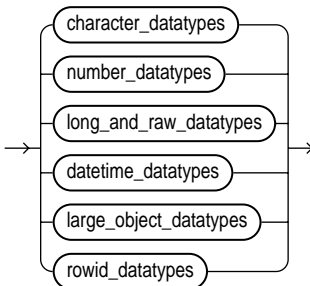 character_datatypes
number_datatypes
long_and_raw_datatypes
datetime_datatypes
large_object_datatypes
rowid_datatypes